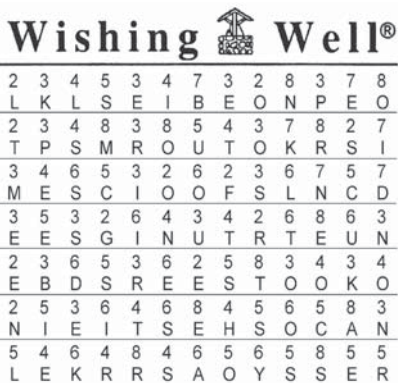 Wishing Well®
2 3 4 5 3 4 7 3 2 8 3 7 8
L K L S E I B E O N P E O
2 3 4 8 3 8 5 4 3 7 8 2 7
T P S M R O U T O K R S I
3 4 6 5 3 2 6 2 3 6 7 5 7
M E S C I O O F S L N C D
3 5 3 2 6 4 3 4 2 6 8 6 3
E E S G I N U T R T E U N
2 3 6 5 3 6 2 5 8 3 4 3 4
E B D S R E E S T O O K O
2 5 3 6 4 6 8 4 5 6 5 8 3
N I E I T S E H S O C A N
5 4 6 4 8 4 6 5 6 5 8 5 5
L E K R R S A O Y S S E R